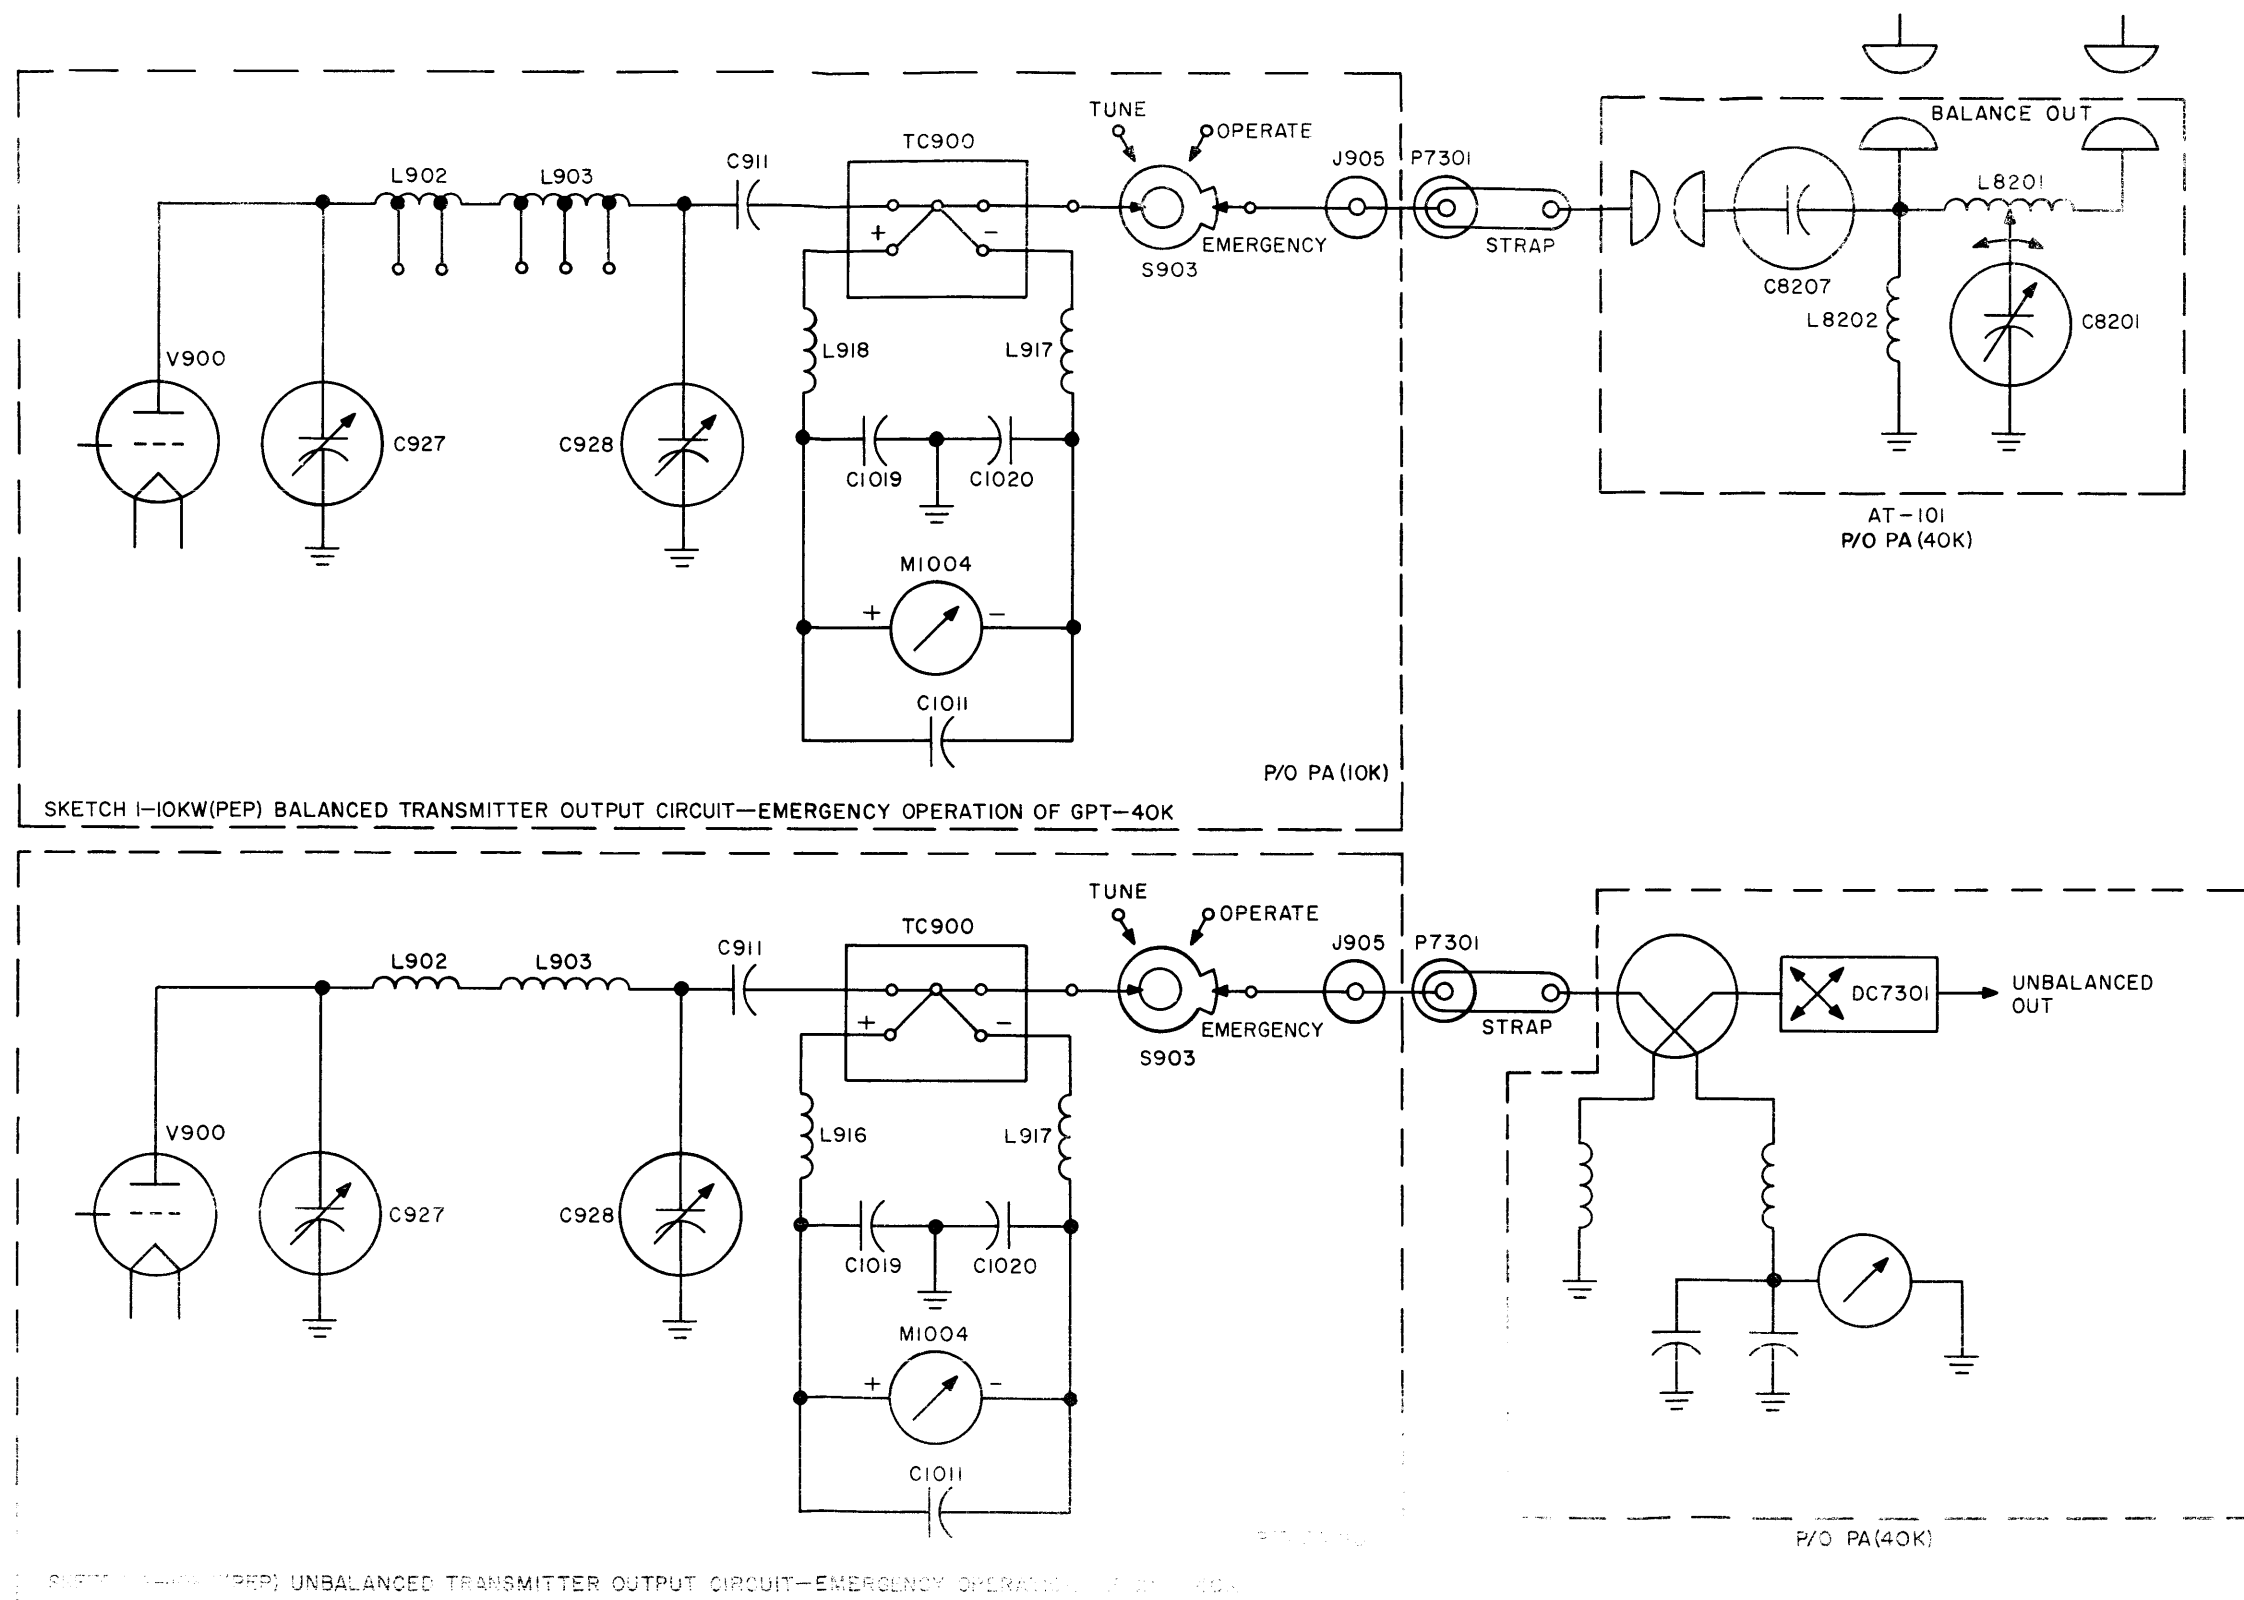 BALANCE OUT
TUNE
OPERATE
TC900
C911
L902
L903
J905
P7301
L8201
+
−
EMERGENCY
STRAP
S903
C8207
L8202
C8201
V900
L918
L917
C927
C928
C1019
C1020
AT-101
P/O PA(40K)
M1004
+
−
C1011
P/O PA(10K)
SKETCH 1-10KW(PEP) BALANCED TRANSMITTER OUTPUT CIRCUIT-EMERGENCY OPERATION OF GPT-40K
TUNE
OPERATE
TC900
C911
L902
L903
J905
P7301
DC7301
UNBALANCED
OUT
+
−
EMERGENCY
STRAP
S903
V900
L916
L917
C927
C928
C1019
C1020
M1004
+
−
C1011
P/O PA(40K)
(PEP) UNBALANCED TRANSMITTER OUTPUT CIRCUIT-EMERGENCY